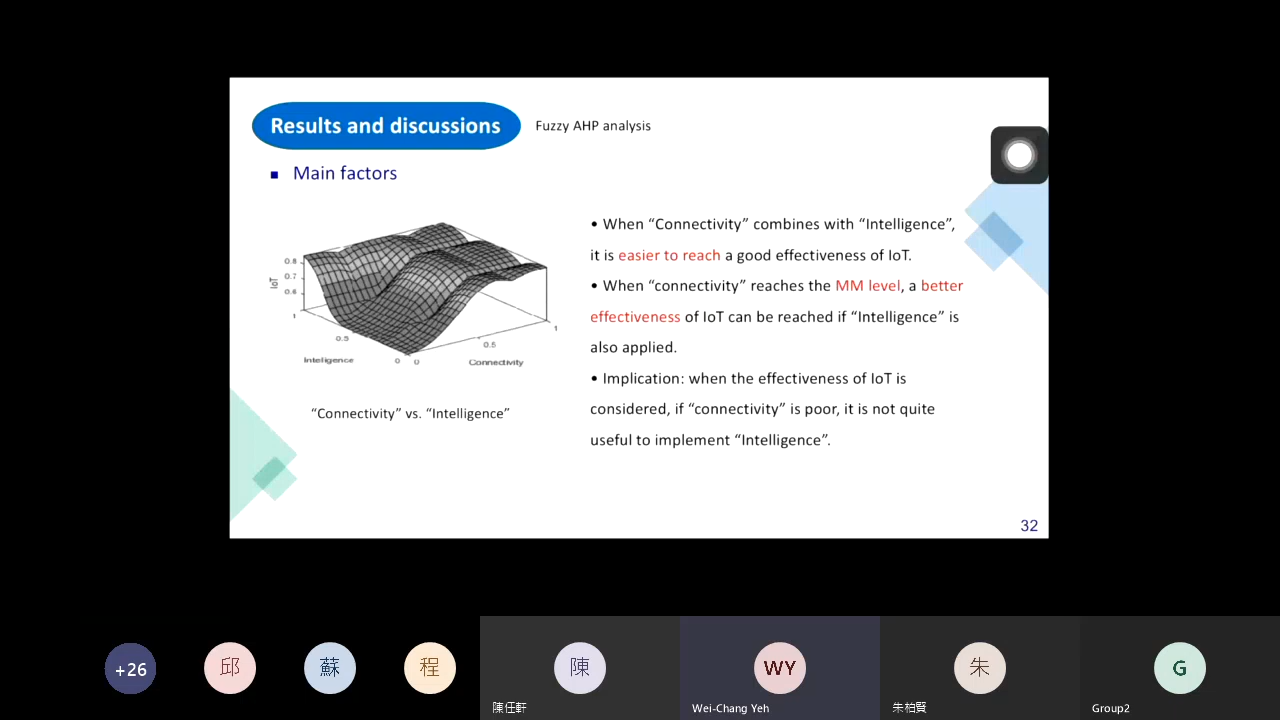 Results and discussions
Fuzzy AHP analysis
Main factors
• When “Connectivity” combines with “Intelligence”,
it is easier to reach a good effectiveness of IoT.
• When “connectivity” reaches the MM level, a better
effectiveness of IoT can be reached if “Intelligence” is
also applied.
• Implication: when the effectiveness of IoT is
considered, if “connectivity” is poor, it is not quite
useful to implement “Intelligence”.
IoT
0.8
0.7
0.6
1
0.5
0
Intelligence
0
0.5
1
Connectivity
“Connectivity” vs. “Intelligence”
32
+26
邱
蘇
程
陳
陳任軒
WY
Wei-Chang Yeh
朱
朱柏賢
G
Group2